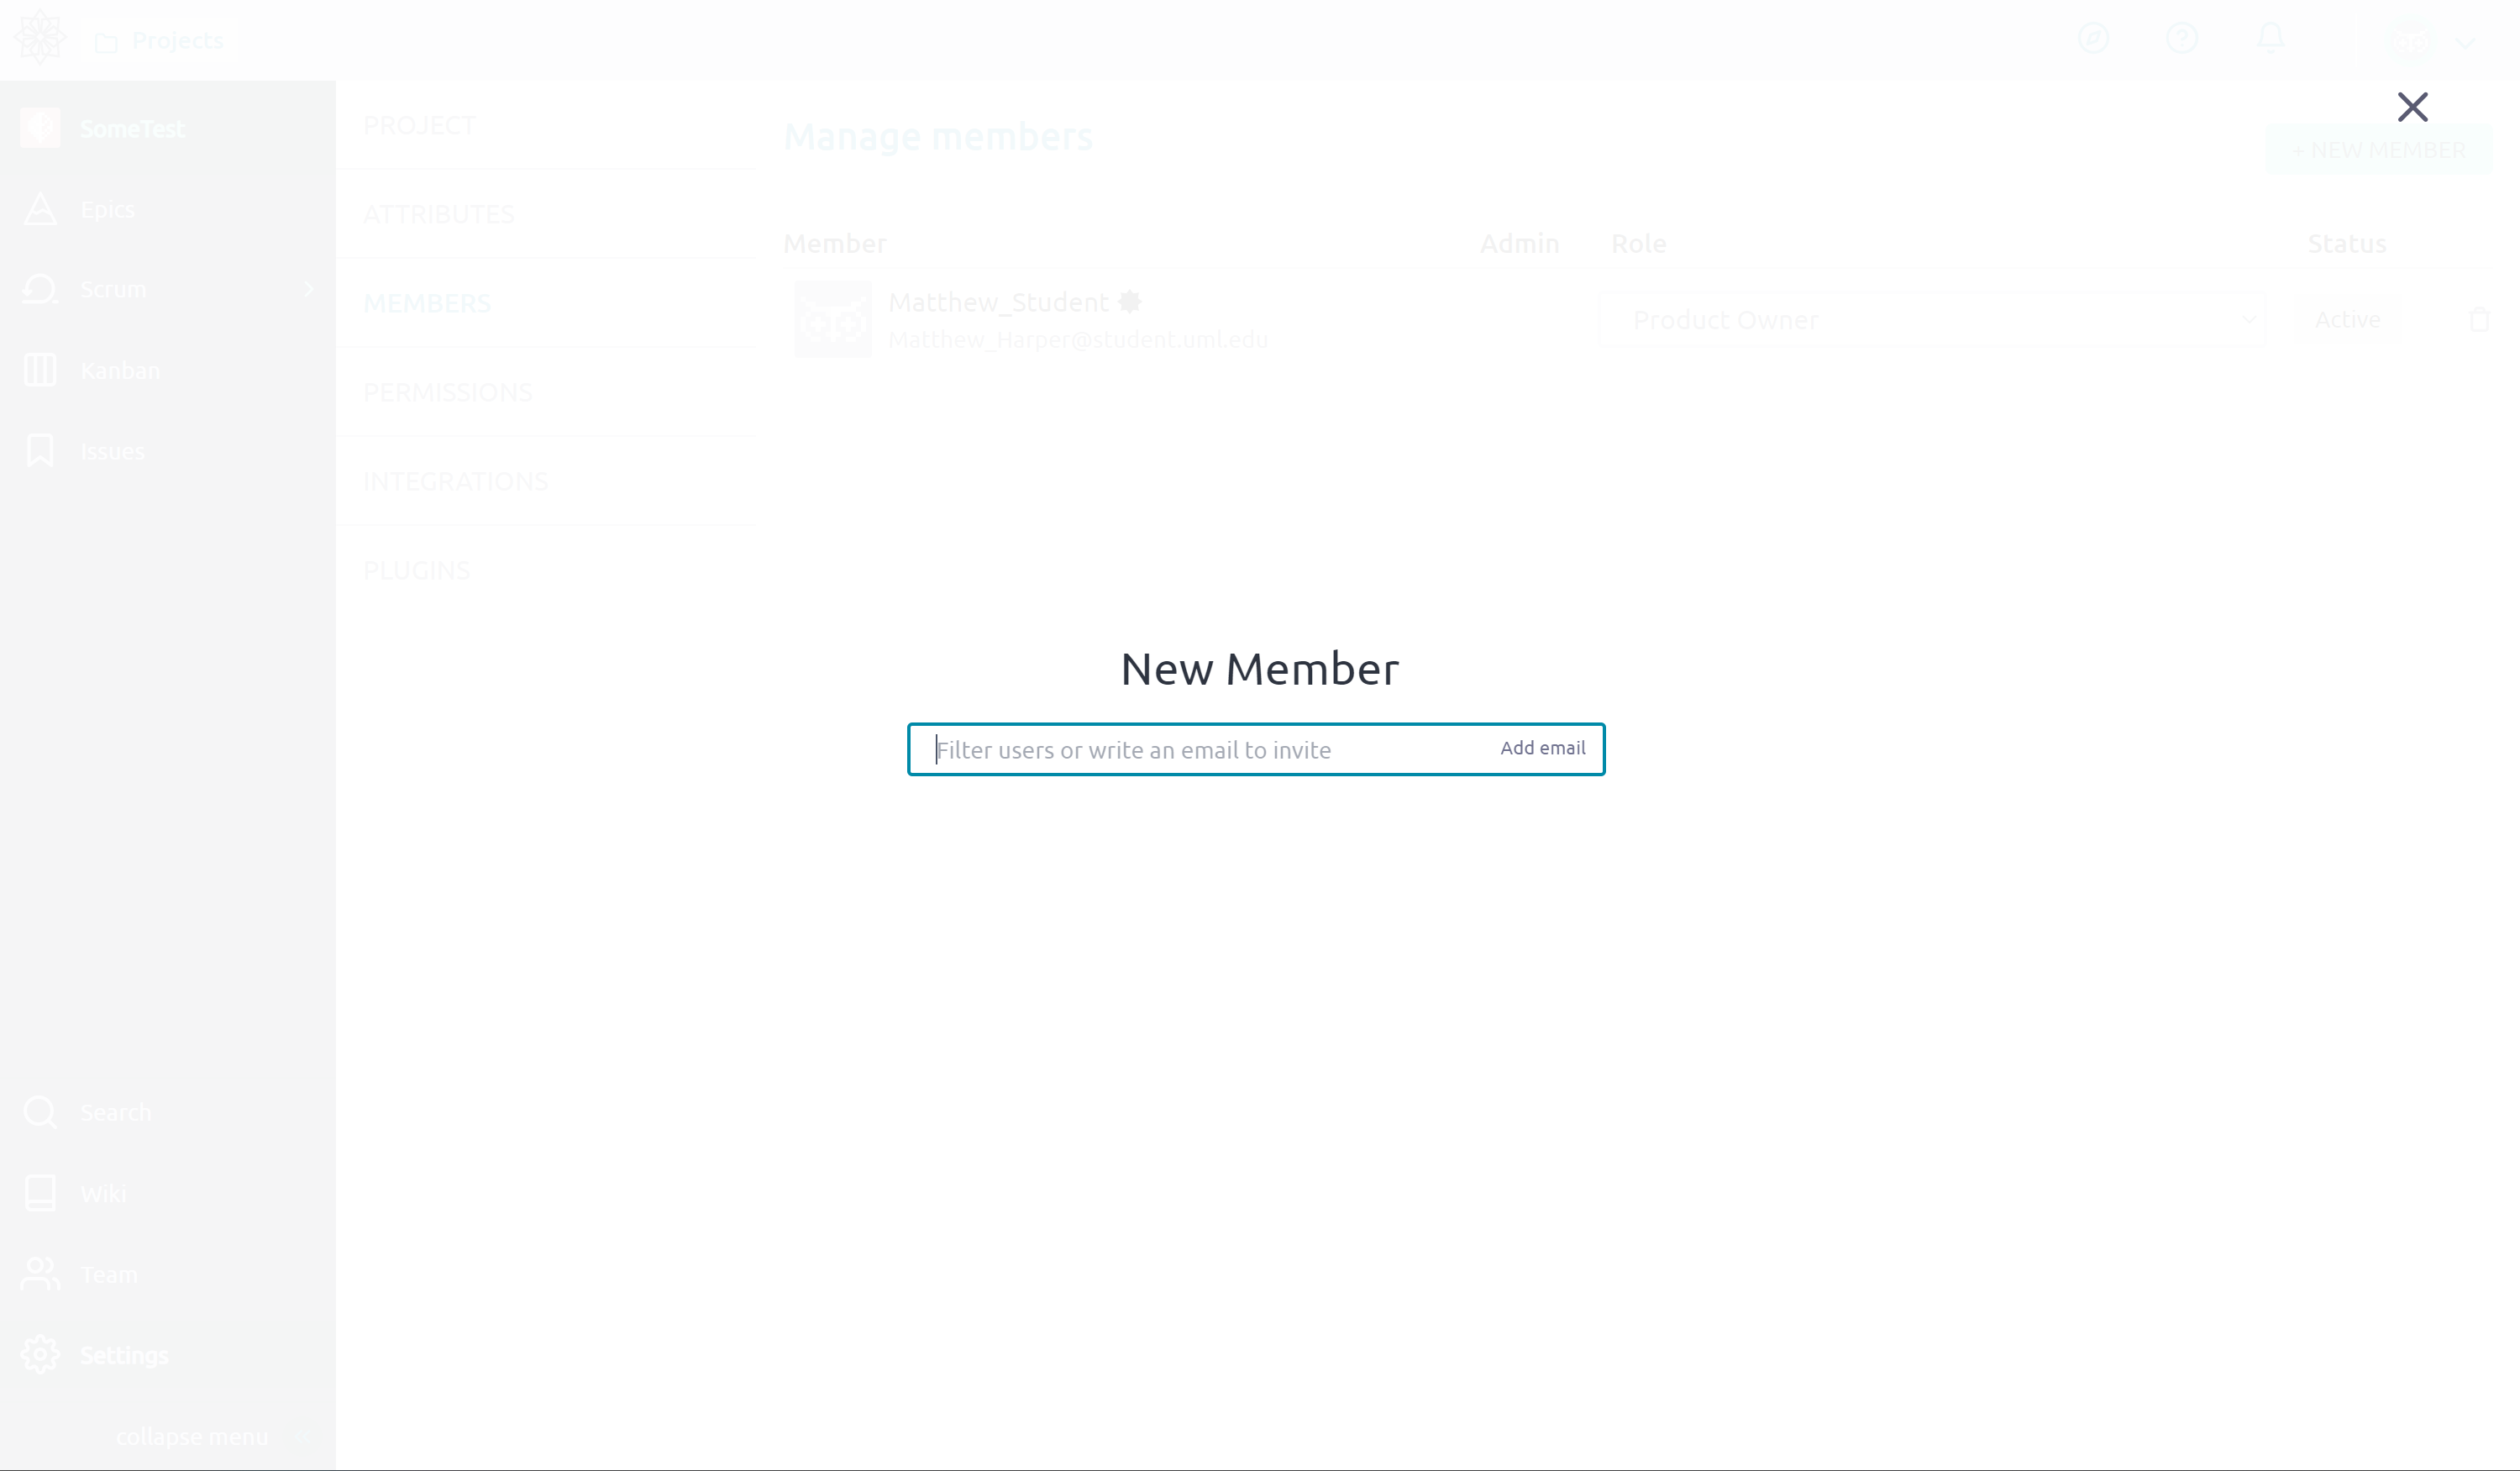 Projects
SomeTest
Epics
Scrum
Kanban
Issues
Search
Wiki
Team
Settings
collapse menu
PROJECT
ATTRIBUTES
MEMBERS
PERMISSIONS
INTEGRATIONS
PLUGINS
Manage members
+ NEW MEMBER
Member Admin Role Status
Matthew_Student
Matthew_Harper@student.uml.edu
Product Owner
Active
New Member
Filter users or write an email to invite Add email